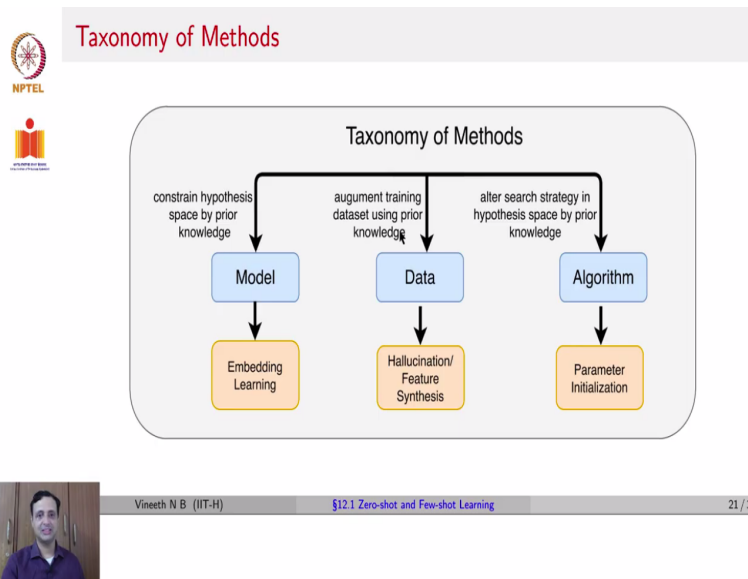 Taxonomy of Methods
NPTEL
Taxonomy of Methods
constrain hypothesis
space by prior
knowledge
augument training
dataset using prior
knowledge
alter search strategy in
hypothesis space by prior
knowledge
Model
Data
Algorithm
Embedding
Learning
Hallucination/
Feature
Synthesis
Parameter
Initialization
Vineeth N B (IIT-H)
§12.1 Zero-shot and Few-shot Learning
21 /